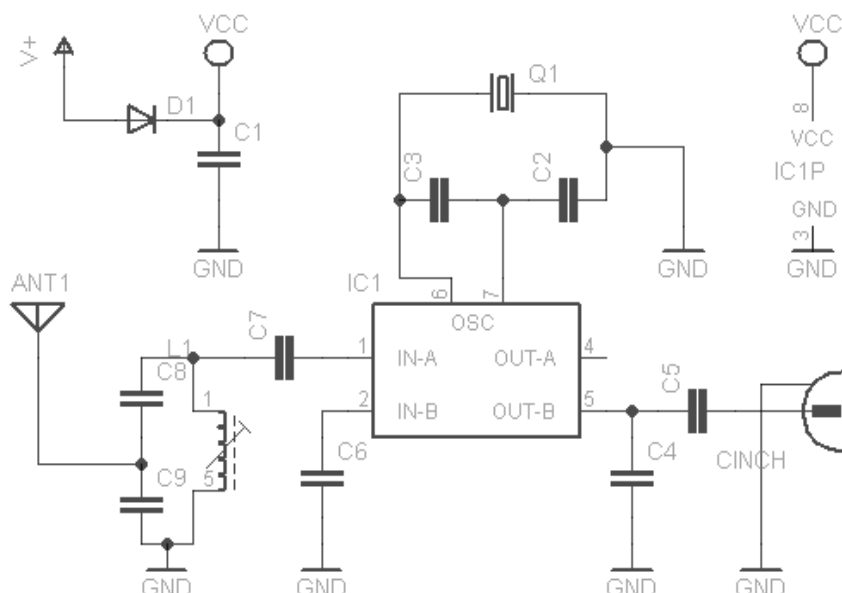 V+
VCC
D1
C1
GND
Q1
C3
C2
GND
VCC
8
VCC
IC1P
GND
3
GND
ANT1
IC1
6
7
OSC
C7
1
IN-A
OUT-A
4
2
IN-B
OUT-B
5
L1
C8
1
C9
5
GND
C6
GND
C5
C4
GND
CINCH
GND